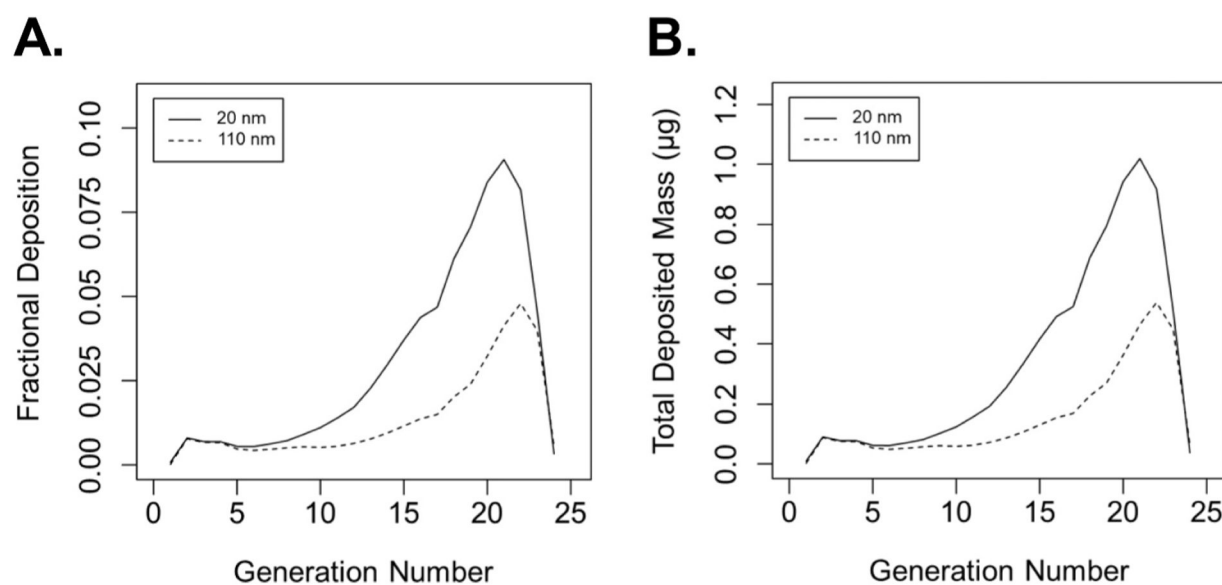 A.
20 nm
110 nm
Fractional Deposition
0.10
0.075
0.05
0.025
0.00
0 5 10 15 20 25
Generation Number
B.
20 nm
110 nm
Total Deposited Mass (µg)
1.2
1.0
0.8
0.6
0.4
0.2
0.0
0 5 10 15 20 25
Generation Number